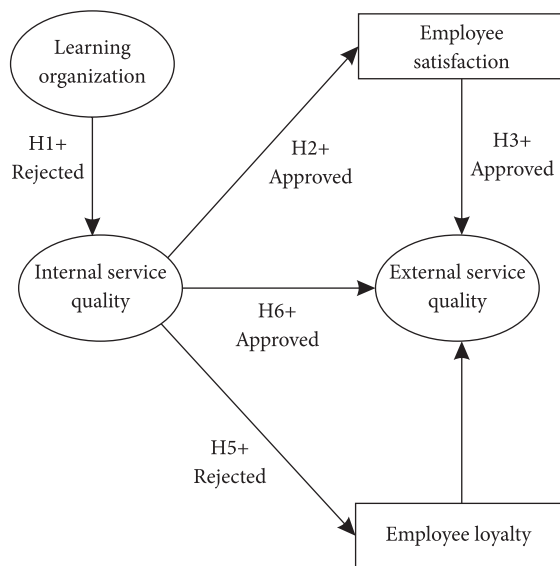 Learning
organization
Employee
satisfaction
H1+
Rejected
H2+
Approved
H3+
Approved
Internal service
quality
External service
quality
H6+
Approved
H5+
Rejected
Employee loyalty